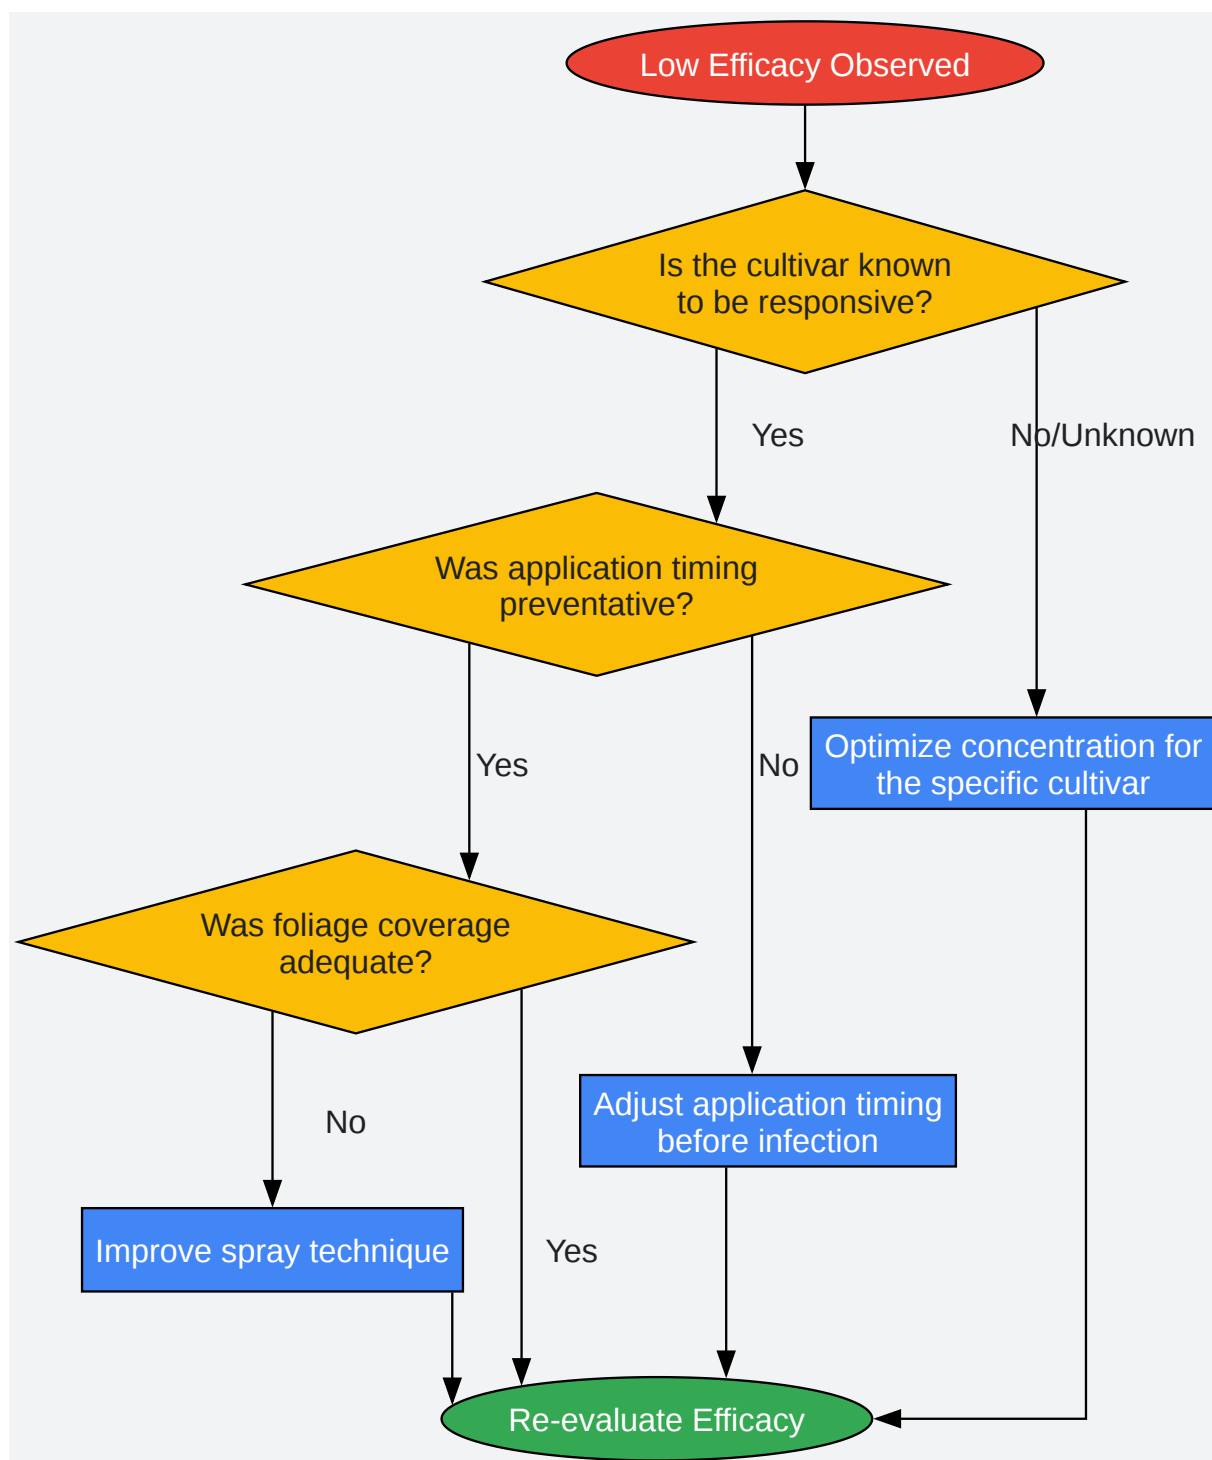 Low Efficacy Observed
Is the cultivar known
to be responsive?
Yes
No/Unknown
Was application timing
preventative?
Yes
No
Optimize concentration for
the specific cultivar
Was foliage coverage
adequate?
No
Adjust application timing
before infection
Improve spray technique
Yes
Re-evaluate Efficacy